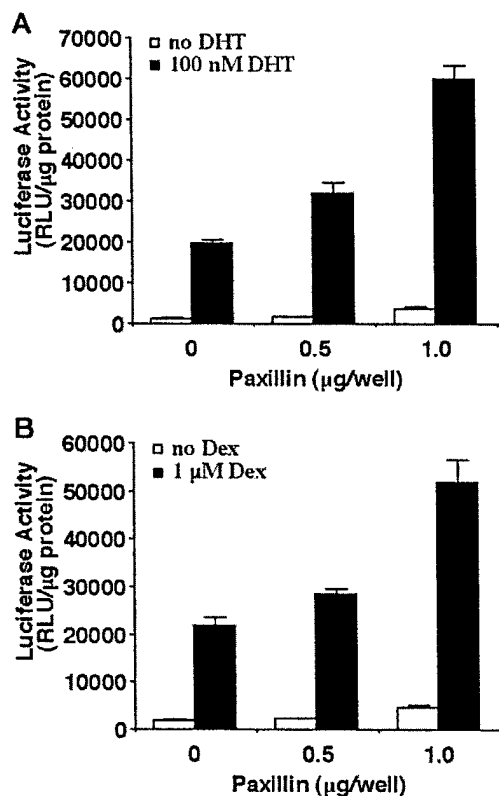 A
70000
60000
50000
40000
30000
20000
10000
0
Luciferase Activity
(RLU/µg protein)
no DHT
100 nM DHT
0 0.5 1.0
Paxillin (µg/well)
B
60000
50000
40000
30000
20000
10000
0
Luciferase Activity
(RLU/µg protein)
no Dex
1 µM Dex
0 0.5 1.0
Paxillin (µg/well)